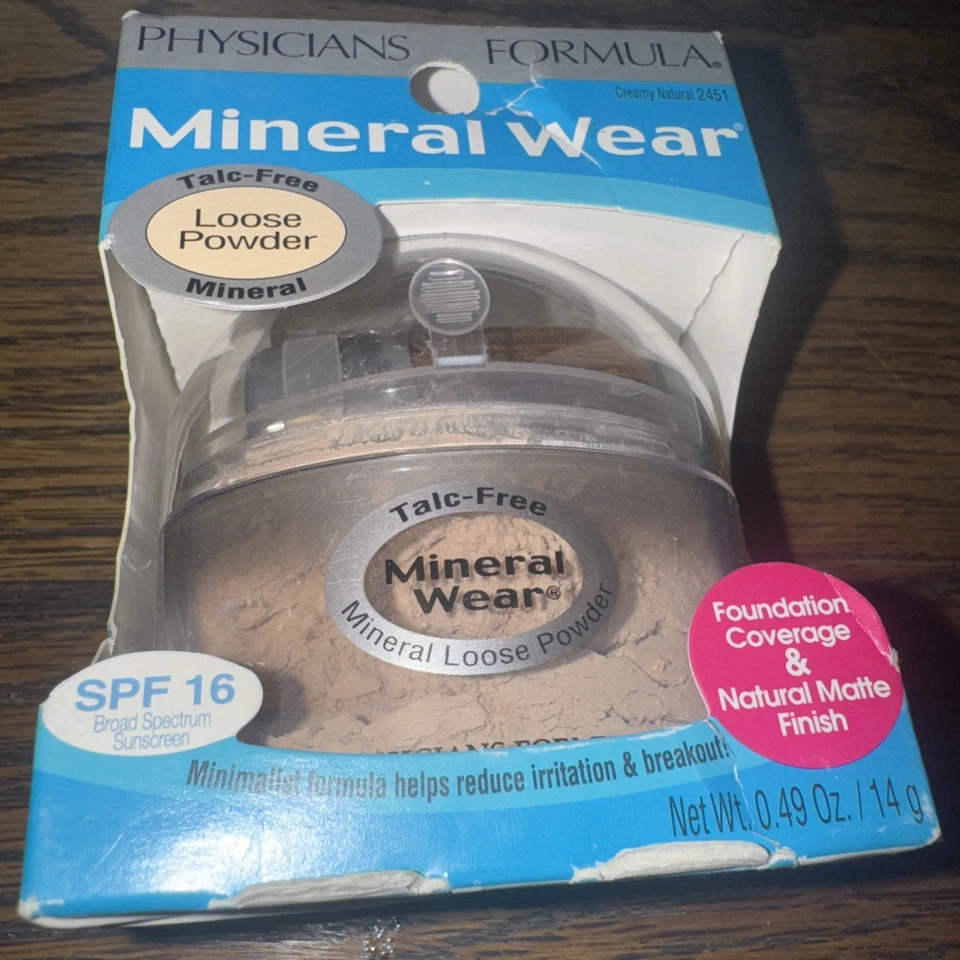 PHYSICIANS FORMULA®
Creamy Natural 2451
Mineral Wear®
Talc-Free
Loose
Powder
Mineral
Talc-Free
Mineral
Wear®
Mineral Loose Powder
Foundation
Coverage
&
Natural Matte
Finish
SPF 16
Broad Spectrum
Sunscreen
Minimalist formula helps reduce irritation & breakout!
Net Wt. 0.49 Oz. / 14 g